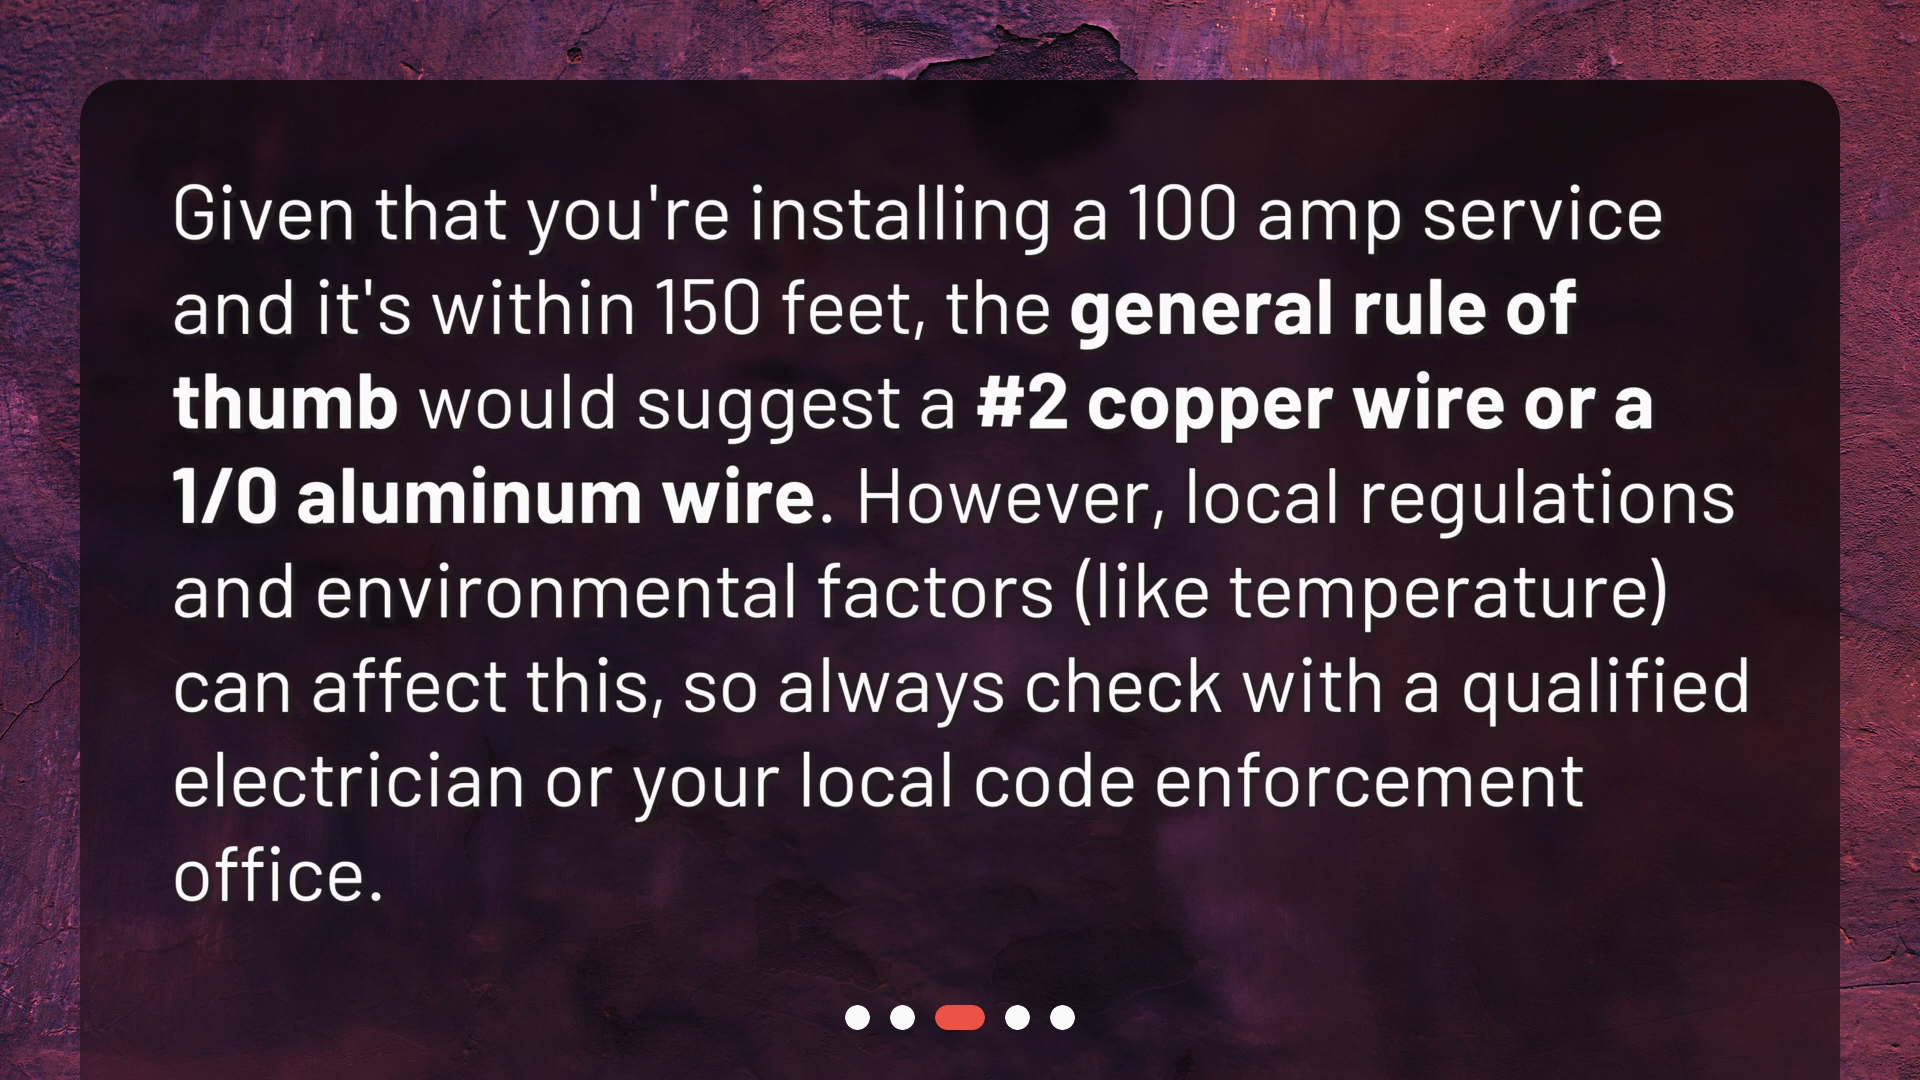 Given that you're installing a 100 amp service
and it's within 150 feet, the general rule of
thumb would suggest a #2 copper wire or a
1/0 aluminum wire. However, local regulations
and environmental factors (like temperature)
can affect this, so always check with a qualified
electrician or your local code enforcement
office.